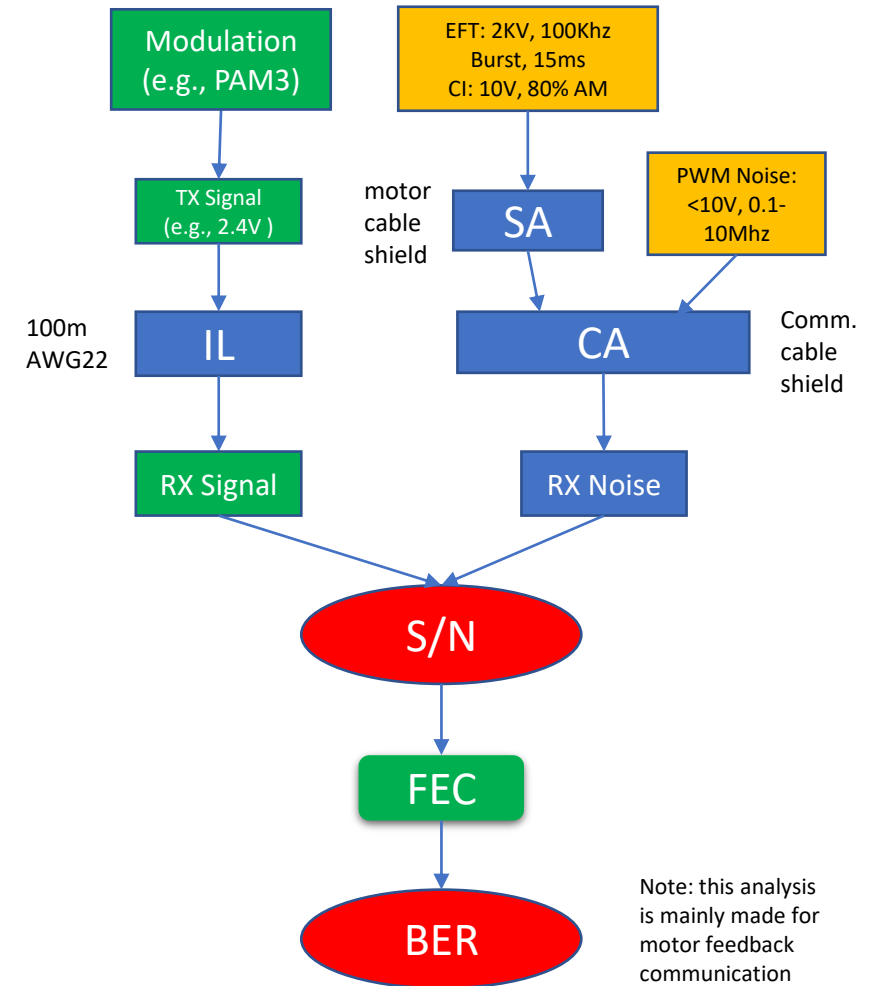 Modulation
(e.g., PAM3)
EFT: 2KV, 100Khz
Burst, 15ms
CI: 10V, 80% AM
TX Signal
(e.g., 2.4V )
motor
cable
shield
SA
PWM Noise:
<10V, 0.1-
10Mhz
100m
AWG22
IL
CA
Comm.
cable
shield
RX Signal
RX Noise
S/N
FEC
BER
Note: this analysis
is mainly made for
motor feedback
communication